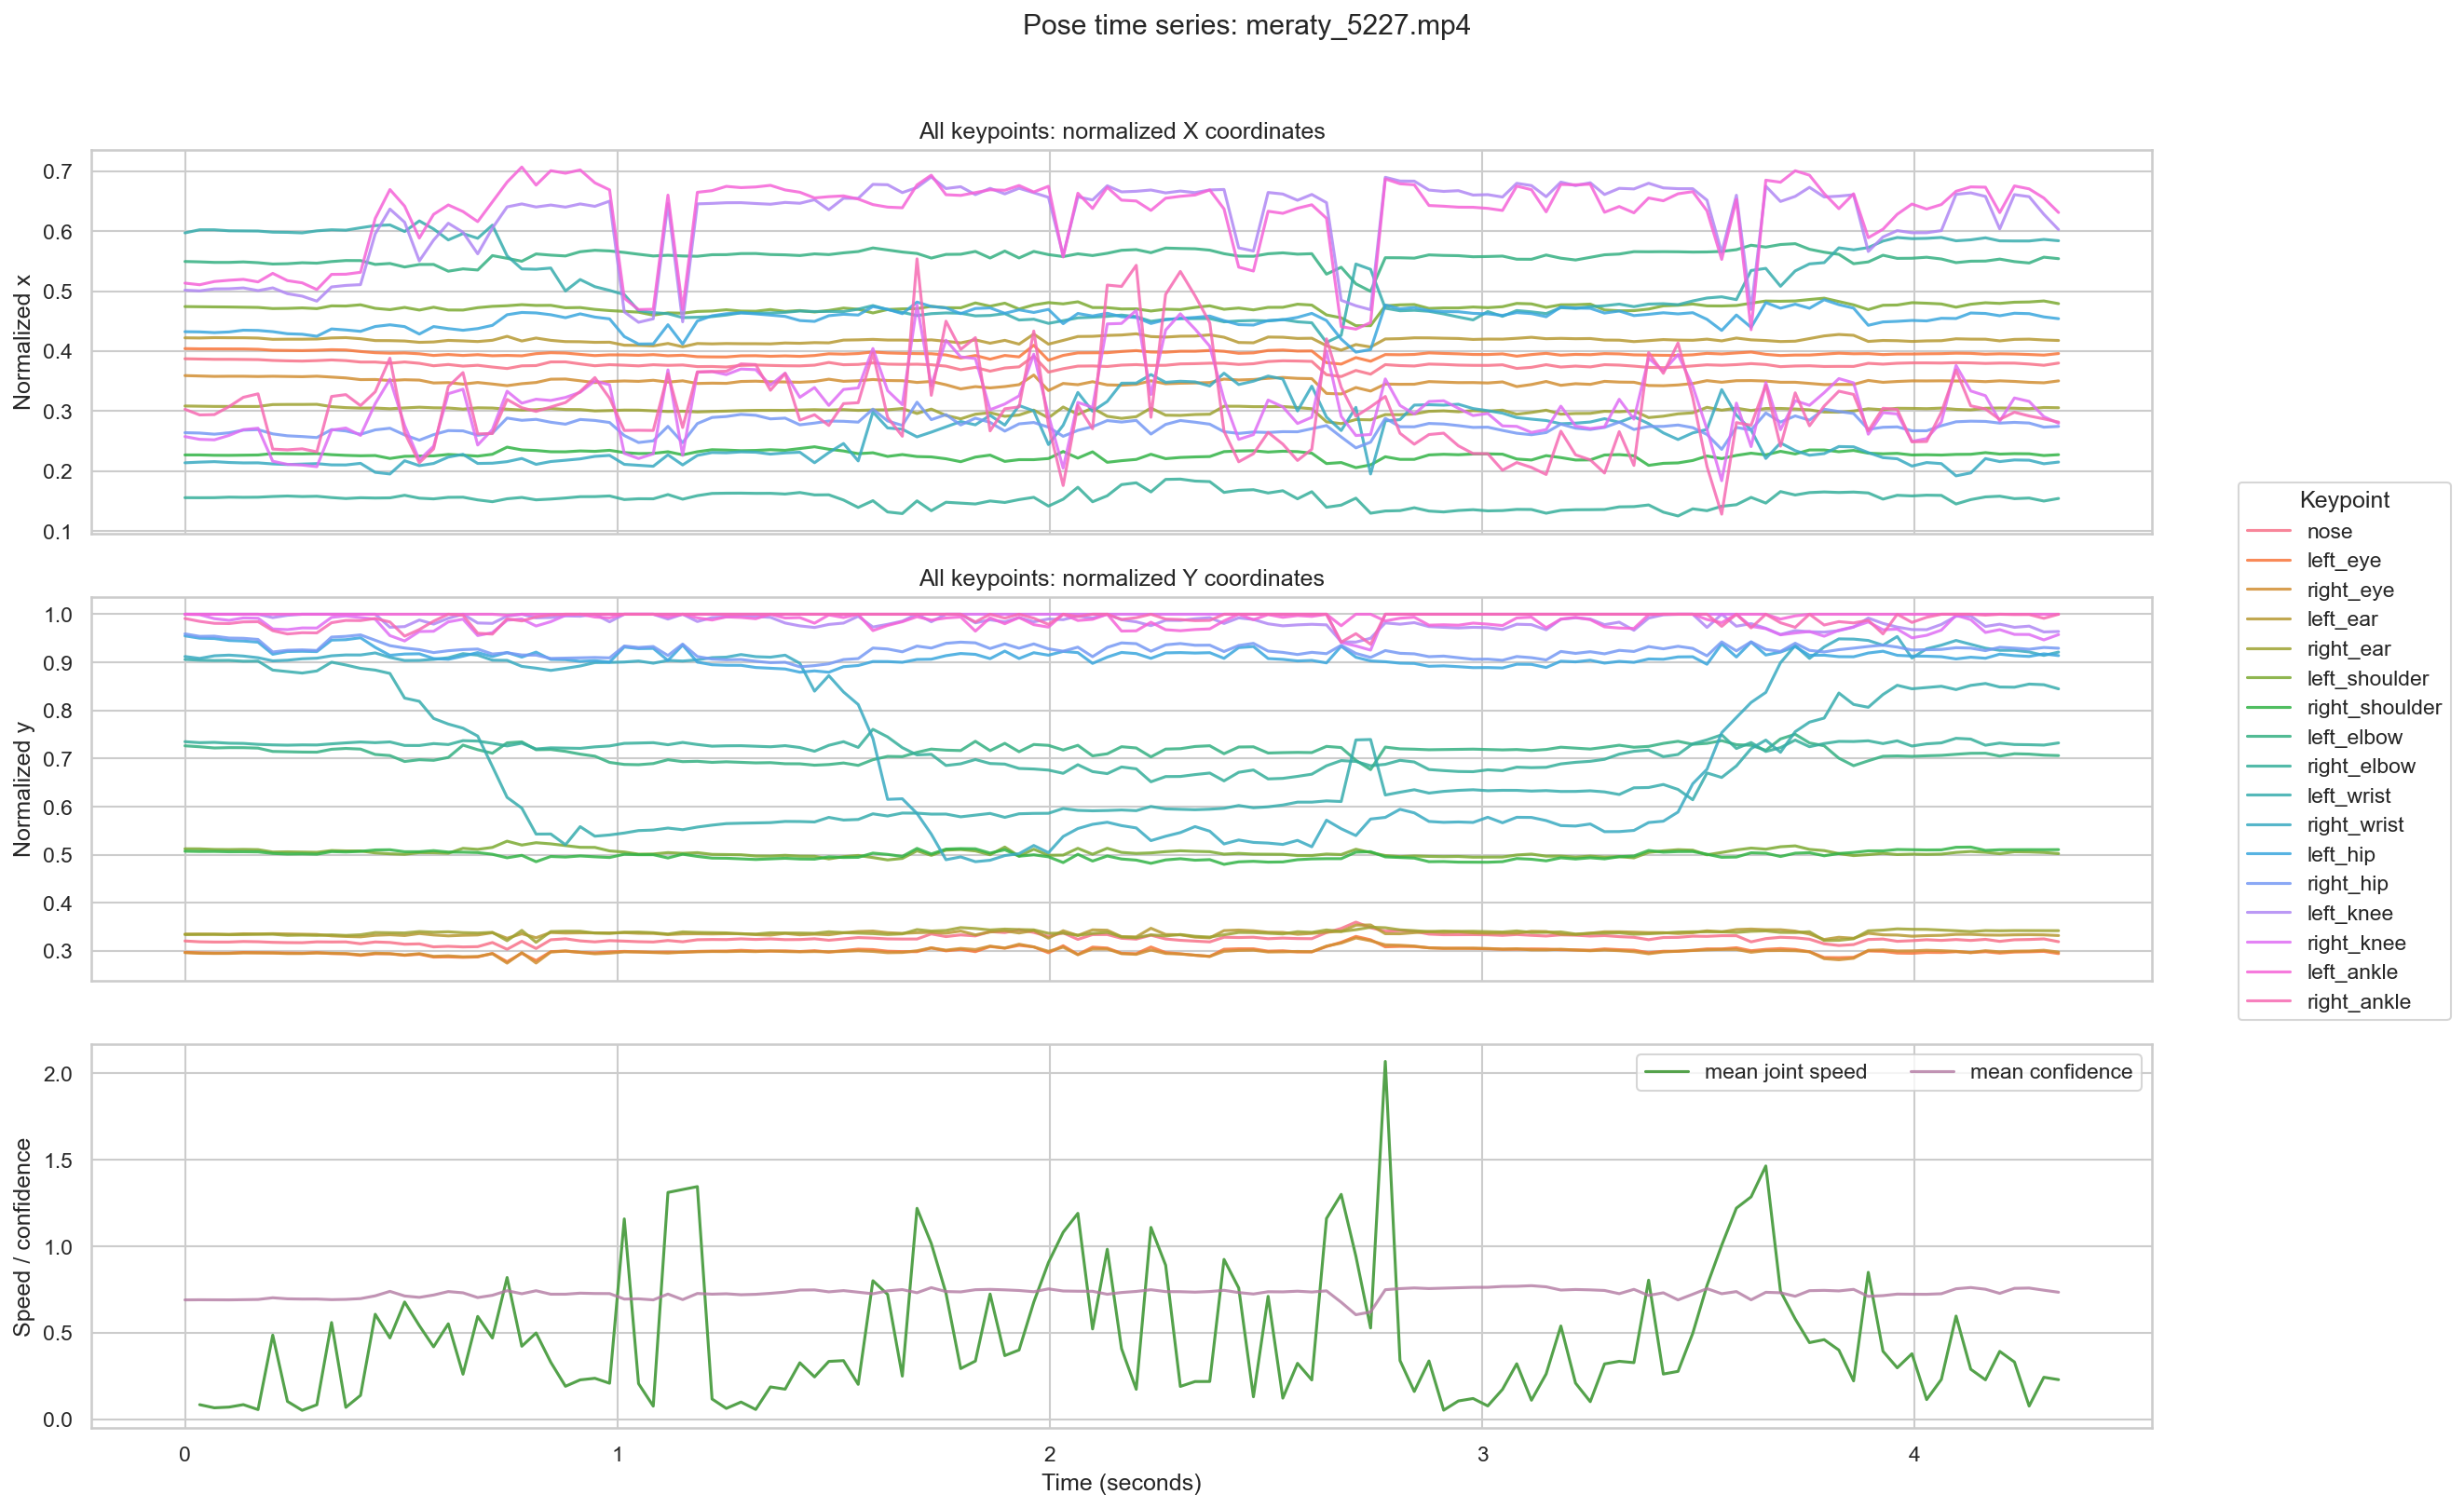 Pose time series: meraty_5227.mp4
All keypoints: normalized X coordinates
Normalized x
0.7
0.6
0.5
0.4
0.3
0.2
0.1
All keypoints: normalized Y coordinates
Normalized y
1.0
0.9
0.8
0.7
0.6
0.5
0.4
0.3
Keypoint
nose
left_eye
right_eye
left_ear
right_ear
left_shoulder
right_shoulder
left_elbow
right_elbow
left_wrist
right_wrist
left_hip
right_hip
left_knee
right_knee
left_ankle
right_ankle
mean joint speed mean confidence
Speed / confidence
2.0
1.5
1.0
0.5
0.0
0 1 2 3 4
Time (seconds)